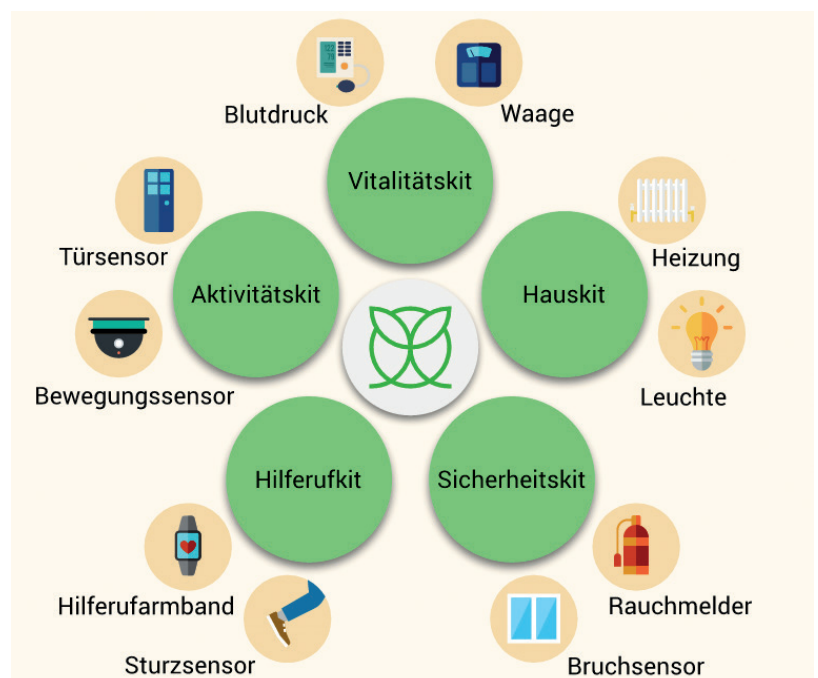 Blutdruck
Waage
Vitalitätskit
Türsensor
Heizung
Aktivitätskit
Hauskit
Bewegungssensor
Leuchte
Hilferufkit
Sicherheitskit
Hilferufarmband
Rauchmelder
Sturzsensor
Bruchsensor